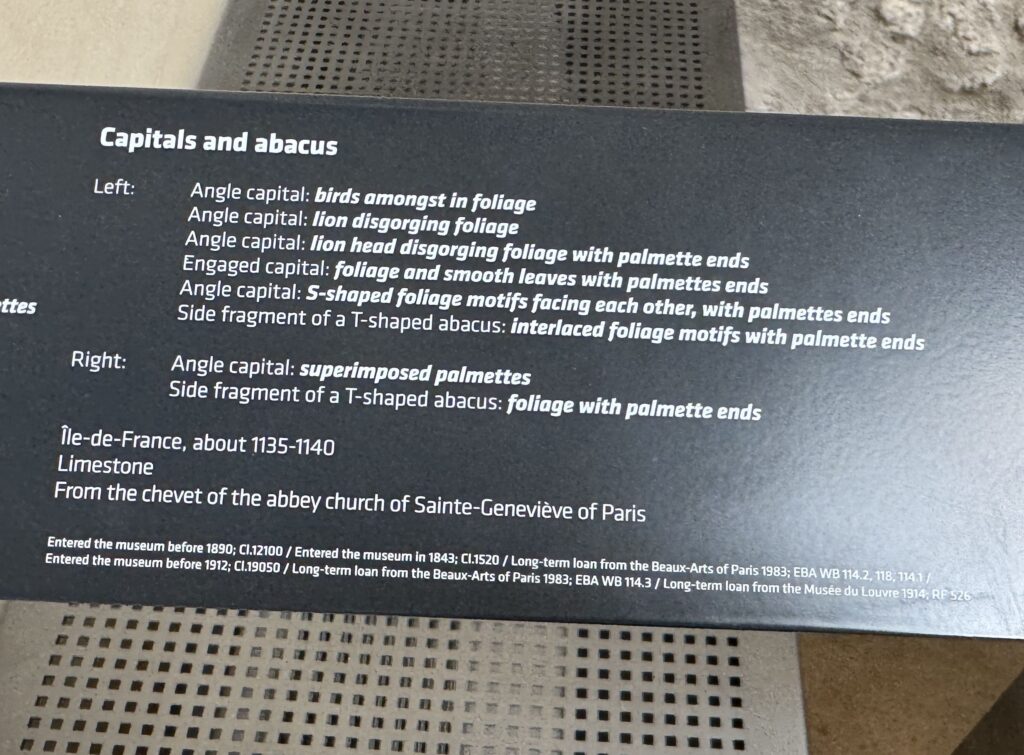 Capitals and abacus
Left: Angle capital: birds amongst in foliage
Angle capital: lion disgorging foliage
Angle capital: lion head disgorging foliage with palmette ends
Engaged capital: foliage and smooth leaves with palmettes ends
Angle capital: S-shaped foliage motifs facing each other, with palmettes ends
Side fragment of a T-shaped abacus: interlaced foliage motifs with palmette ends
ettes
Right: Angle capital: superimposed palmettes
Side fragment of a T-shaped abacus: foliage with palmette ends
Île-de-France, about 1135-1140
Limestone
From the chevet of the abbey church of Sainte-Geneviève of Paris
Entered the museum before 1890; Cl.12100 / Entered the museum in 1843; Cl.1520 / Long-term loan from the Beaux-Arts of Paris 1983; EBA WB 114.2, 118, 114.1 /
Entered the museum before 1912; Cl.19050 / Long-term loan from the Beaux-Arts of Paris 1983; EBA WB 114.3 / Long-term loan from the Musée du Louvre 1914; RF 526